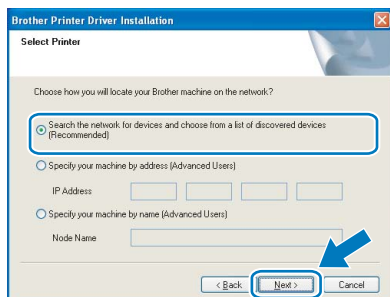 Brother Printer Driver Installation
Select Printer
Choose how you will locate your Brother machine on the network?
Search the network for devices and choose from a list of discovered devices
(Recommended)
Specify your machine by address (Advanced Users)
IP Address
Specify your machine by name (Advanced Users)
Node Name
< Back
Next >
Cancel